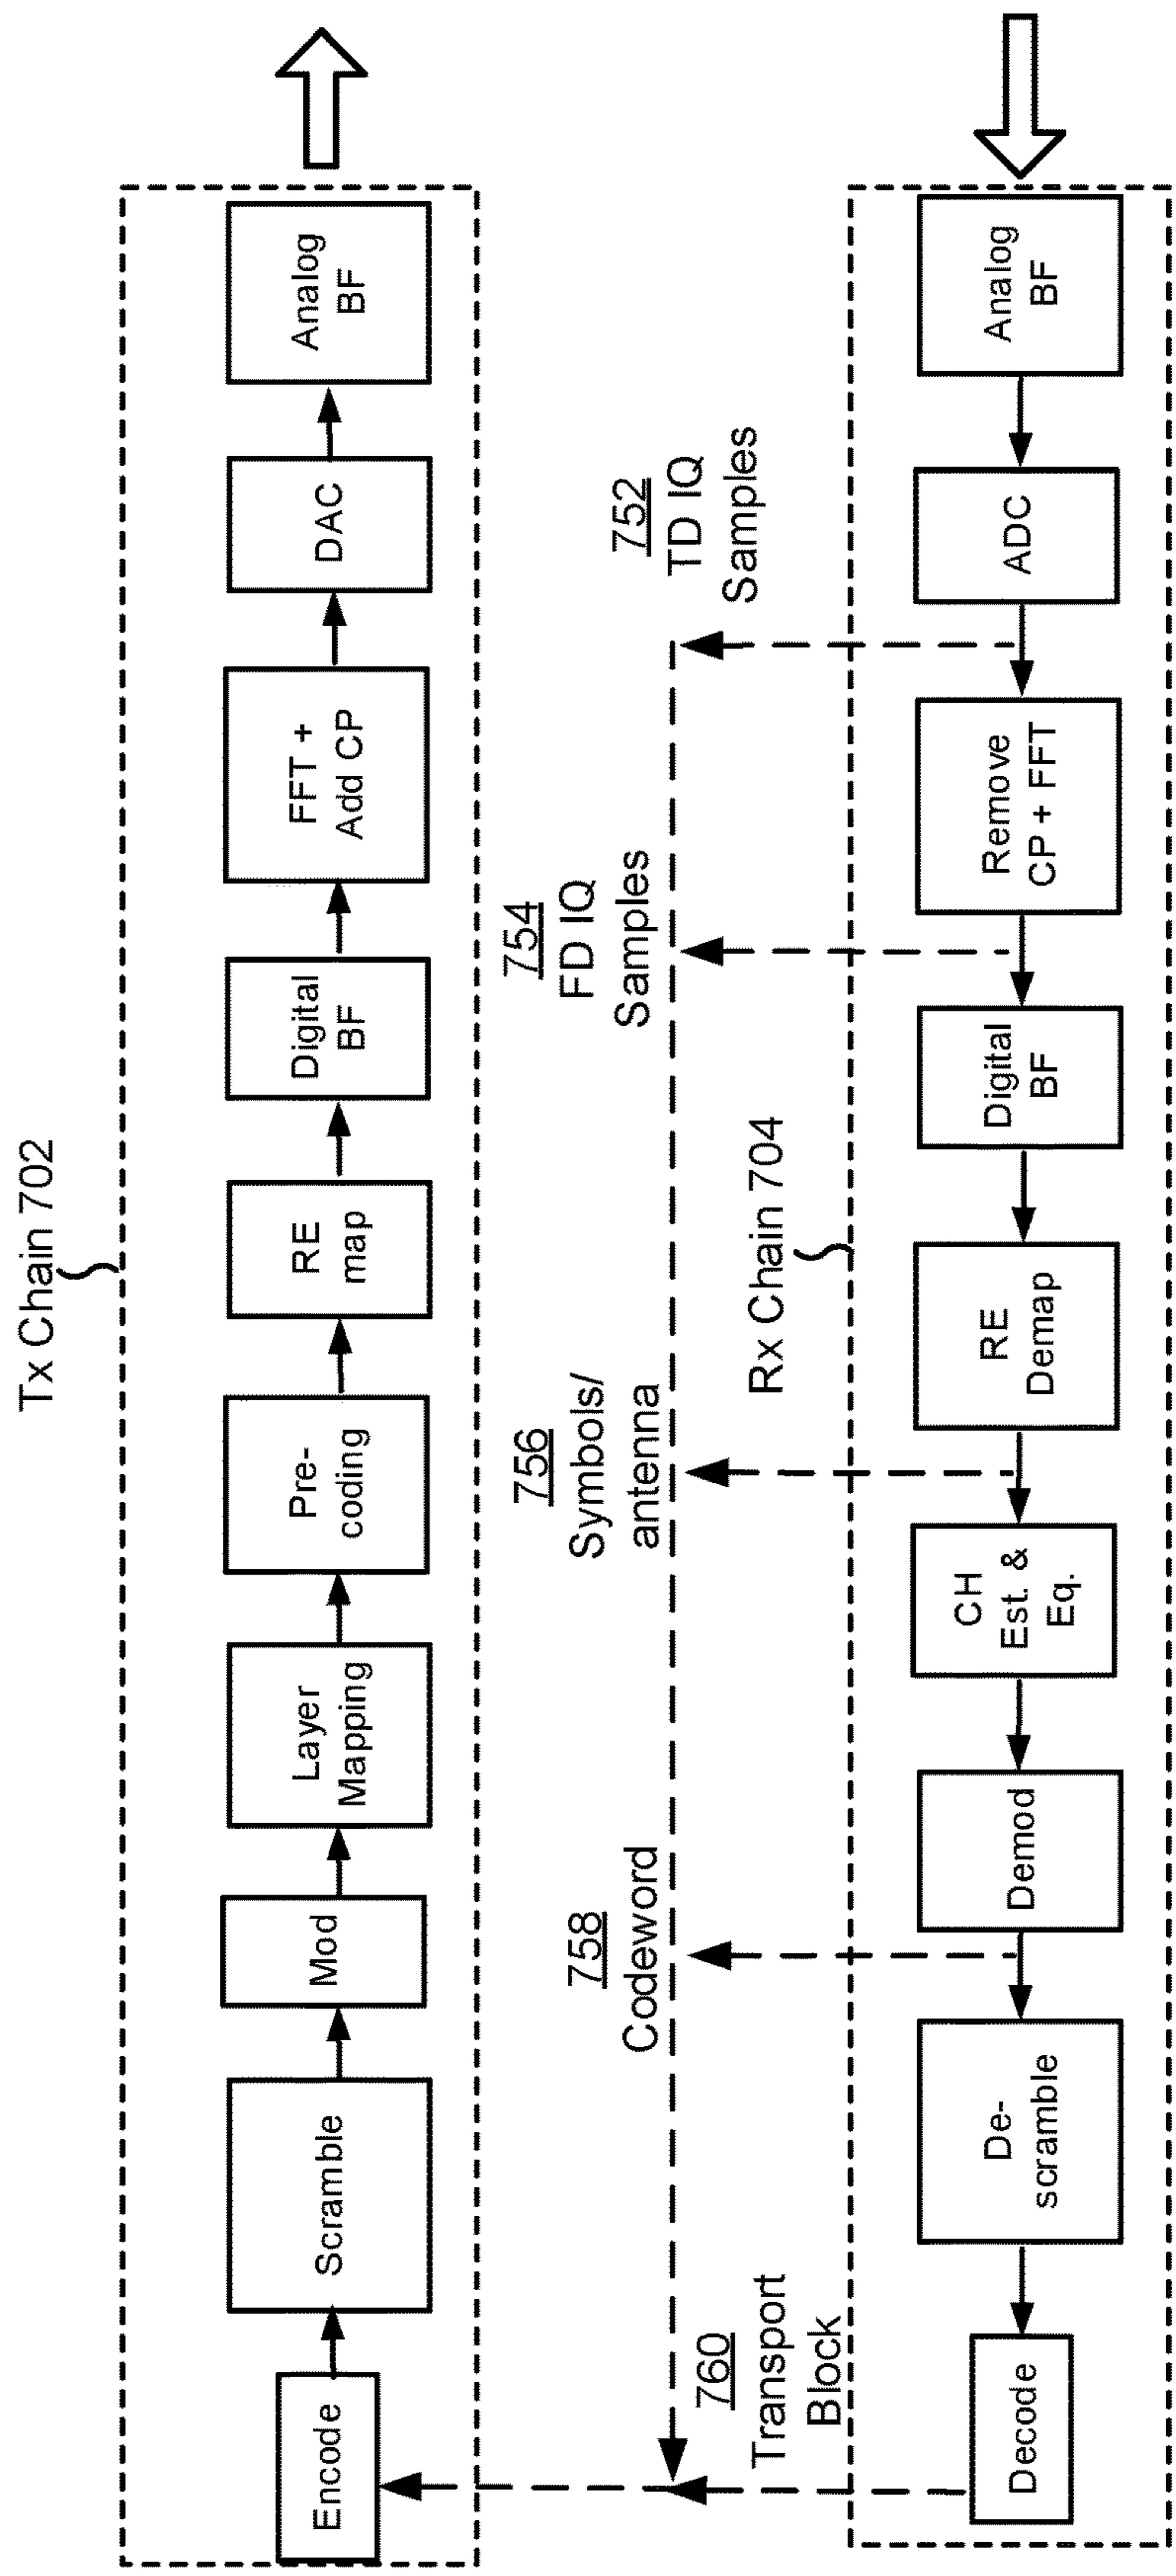 Tx Chain 702
Encode
Scramble
Mod
Layer
Mapping
Pre-
coding
RE
map
Digital
BF
FFT +
Add CP
DAC
Analog
BF
760
Transport
Block
758
Codeword
756
Symbols/
antenna
754
FD IQ
Samples
752
TD IQ
Samples
Rx Chain 704
Decode
De-
scramble
Demod
CH
Est. &
Eq.
RE
Demap
Digital
BF
Remove
CP + FFT
ADC
Analog
BF